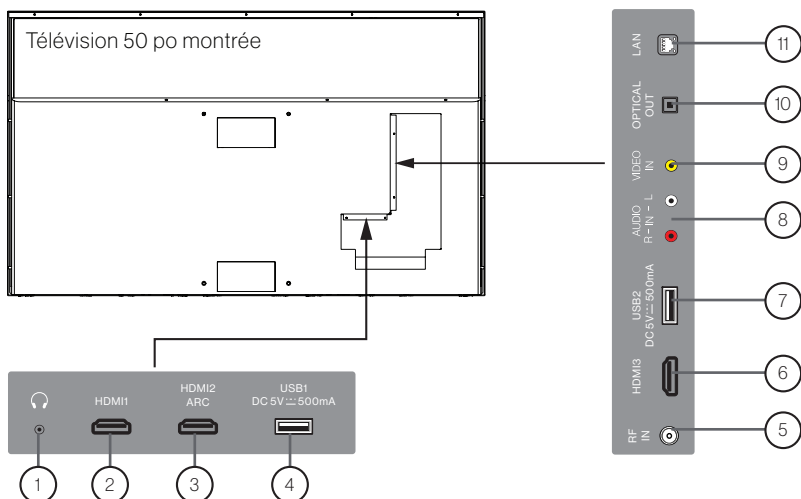 Télévision 50 po montrée
LAN
11
OPTICAL
OUT
10
VIDEO
IN
9
AUDIO
R – IN – L
8
USB2
DC 5V⎓500mA
7
HDMI3
6
RF
IN
5
HDMI1
HDMI2
ARC
USB1
DC 5V⎓500mA
1
2
3
4